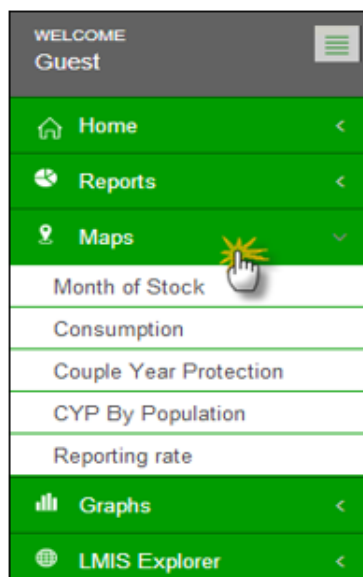 WELCOME
Guest
Home
Reports
Maps
Month of Stock
Consumption
Couple Year Protection
CYP By Population
Reporting rate
Graphs
LMIS Explorer